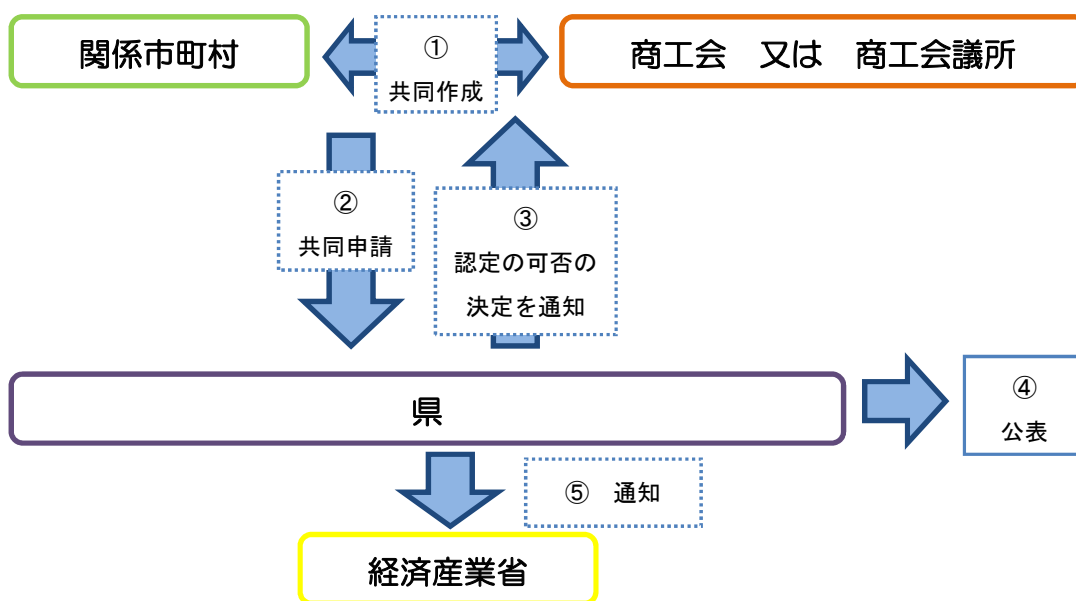 関係市町村
①
共同作成
商工会　又は　商工会議所
②
共同申請
③
認定の可否の
決定を通知
県
④
公表
⑤　通知
経済産業省